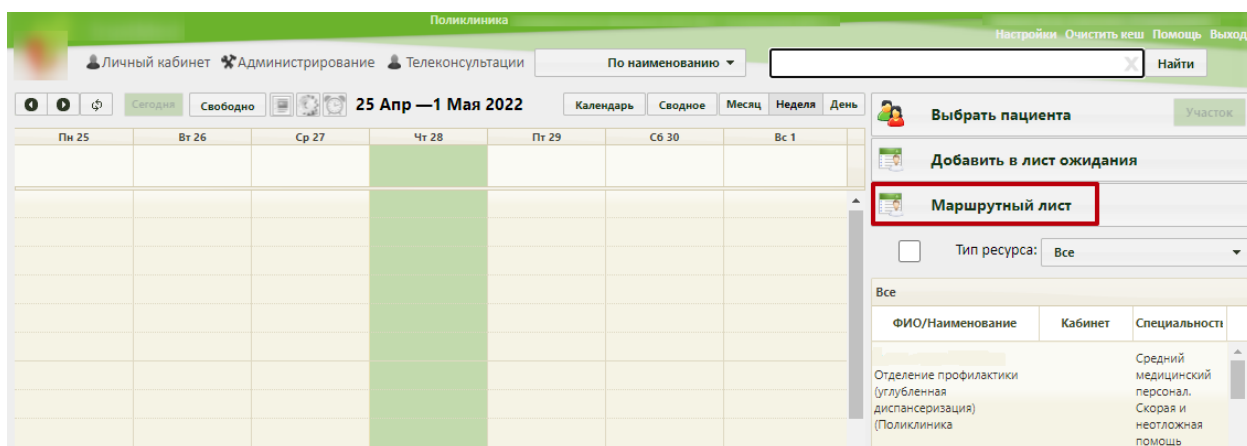 Поликлиника
Настройки Очистить кеш Помощь Выход
Личный кабинет Администрирование Телеконсультации По наименованию Найти
Сегодня Свободно 25 Апр —1 Мая 2022 Календарь Сводное Месяц Неделя День
Пн 25 Вт 26 Ср 27 Чт 28 Пт 29 Сб 30 Вс 1
Выбрать пациента Участок
Добавить в лист ожидания
Маршрутный лист
Тип ресурса: Все
Все
ФИО/Наименование Кабинет Специальность
Отделение профилактики
(углубленная
диспансеризация)
(Поликлиника
Средний
медицинский
персонал.
Скорая и
неотложная
помощь